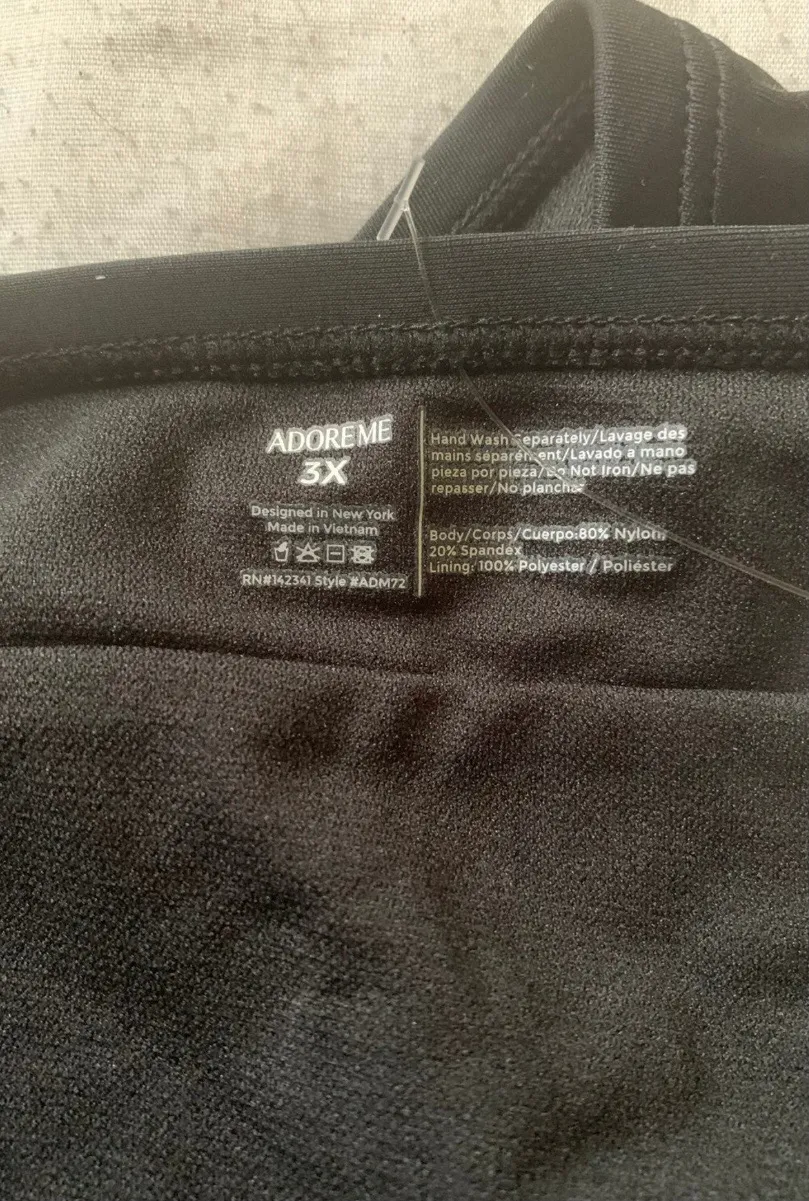 ADOREME
3X
Designed in New York
Made in Vietnam
RN#142341 Style #ADM72
Hand Wash Separately/Lavage des
mains séparément/Lavado a mano
pieza por pieza/Do Not Iron/Ne pas
repasser/No planchar
Body/Corps/Cuerpo:80% Nylon,
20% Spandex
Lining: 100% Polyester / Poliéster